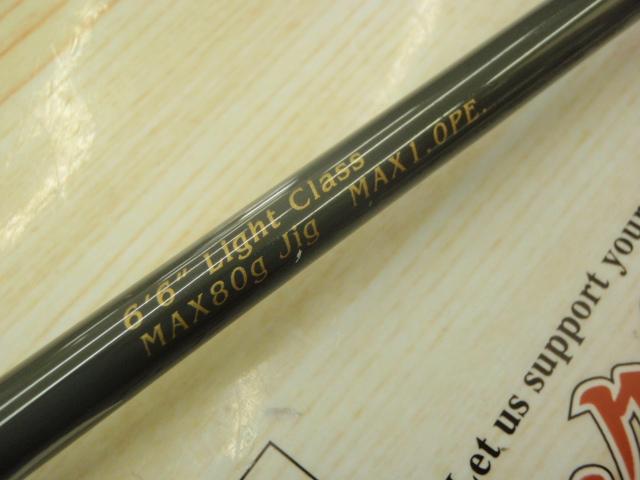 6'6" Light Class
MAX80g Jig MAX1.0PE.
Let us support your